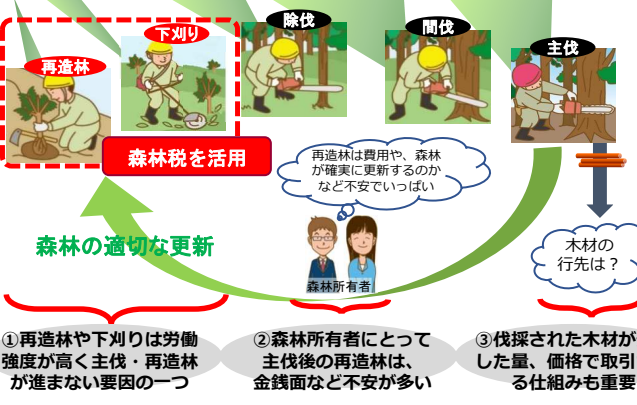 再造林
下刈り
除伐
間伐
主伐
森林税を活用
再造林は費用や、森林
が確実に更新するのか
など不安でいっぱい
森林の適切な更新
森林所有者
木材の
行先は？
①再造林や下刈りは労働
強度が高く主伐・再造林
が進まない要因の一つ
②森林所有者にとって
主伐後の再造林は、
金銭面など不安が多い
③伐採された木材が
した量、価格で取引
る仕組みも重要